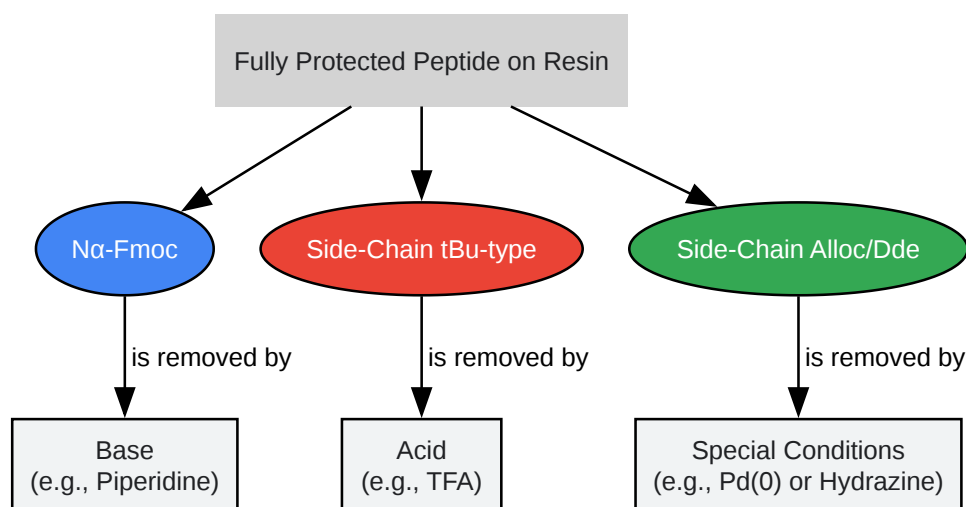 Fully Protected Peptide on Resin
Nα-Fmoc
Side-Chain tBu-type
Side-Chain Alloc/Dde
is removed by
is removed by
is removed by
Base
(e.g., Piperidine)
Acid
(e.g., TFA)
Special Conditions
(e.g., Pd(0) or Hydrazine)